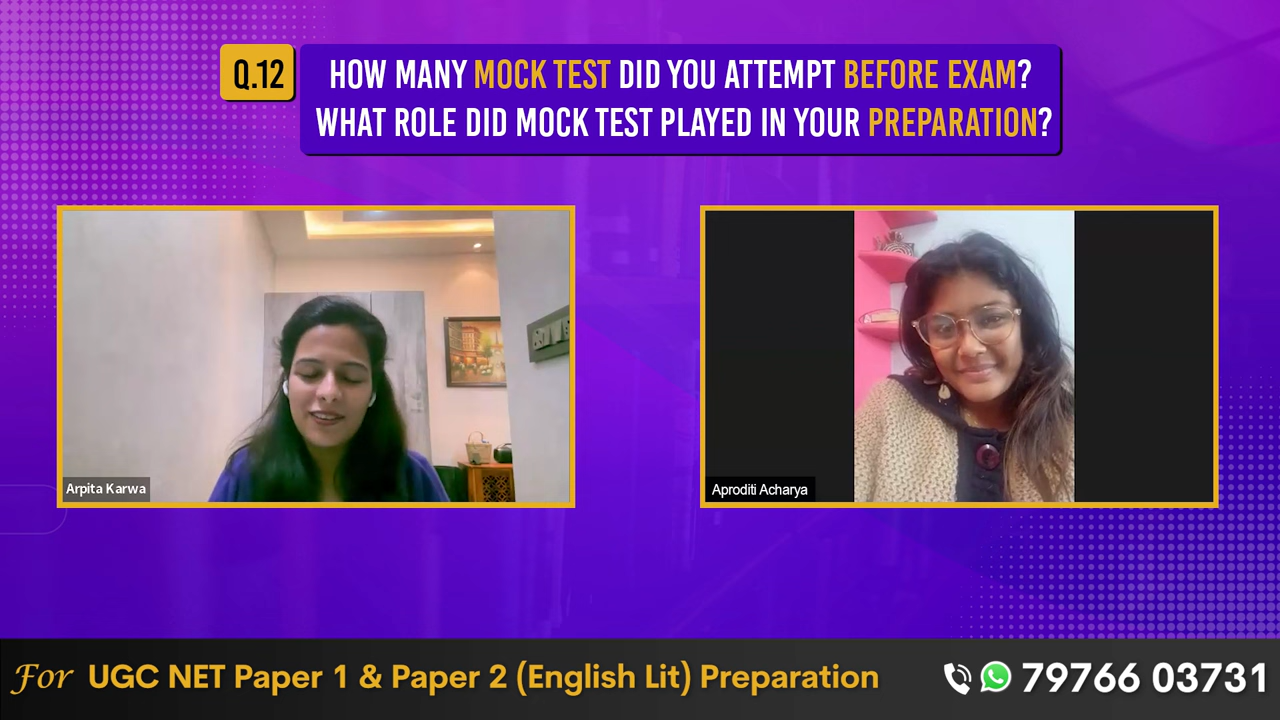 Q.12
HOW MANY MOCK TEST DID YOU ATTEMPT BEFORE EXAM?
WHAT ROLE DID MOCK TEST PLAYED IN YOUR PREPARATION?
Arpita Karwa
Aproditi Acharya
For UGC NET Paper 1 & Paper 2 (English Lit) Preparation
79766 03731